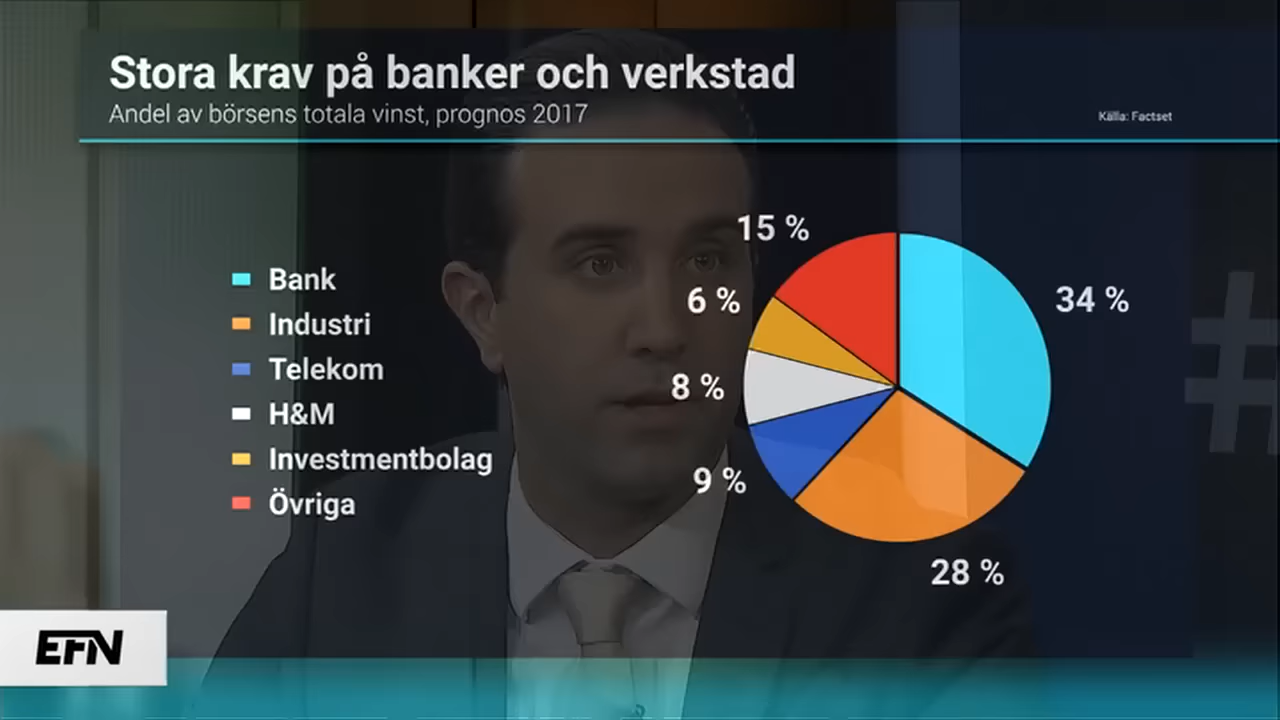 Stora krav på banker och verkstad
Andel av börsens totala vinst, prognos 2017
Källa: Factset
15 %
6 %
34 %
8 %
9 %
28 %
Bank
Industri
Telekom
H&M
Investmentbolag
Övriga
#
EFN